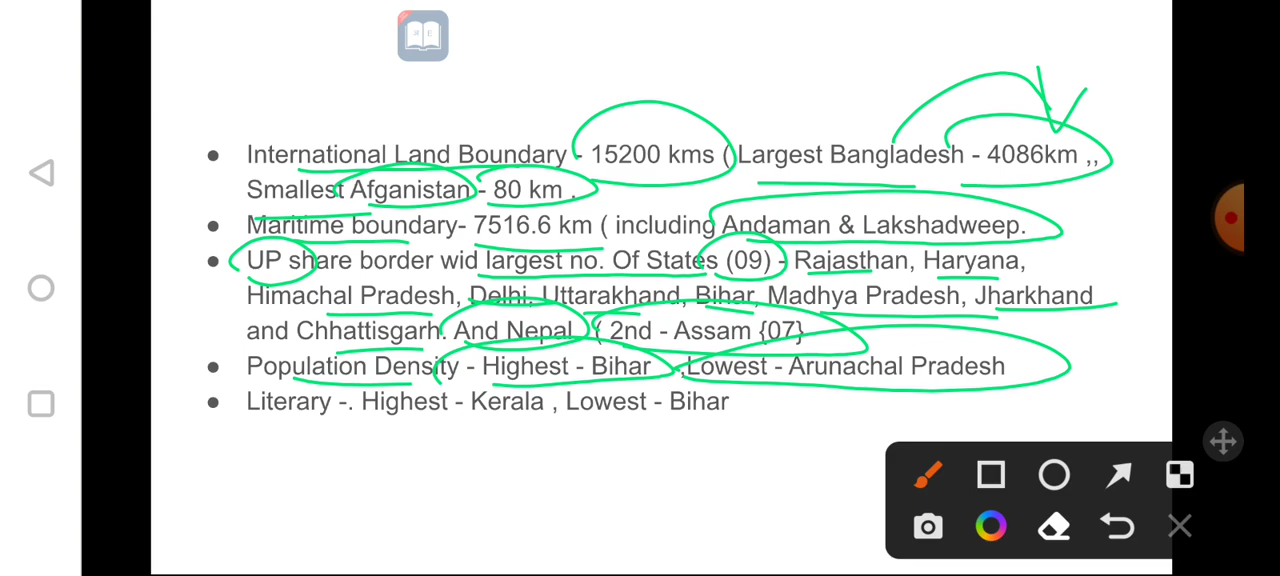 ● International Land Boundary - 15200 kms ( Largest Bangladesh - 4086km ,,
Smallest Afganistan - 80 km .
● Maritime boundary- 7516.6 km ( including Andaman & Lakshadweep.
● UP share border wid largest no. Of States (09) - Rajasthan, Haryana,
Himachal Pradesh, Delhi, Uttarakhand, Bihar, Madhya Pradesh, Jharkhand
and Chhattisgarh. And Nepal { 2nd - Assam {07}
● Population Density - Highest - Bihar ,Lowest - Arunachal Pradesh
● Literary -. Highest - Kerala , Lowest - Bihar